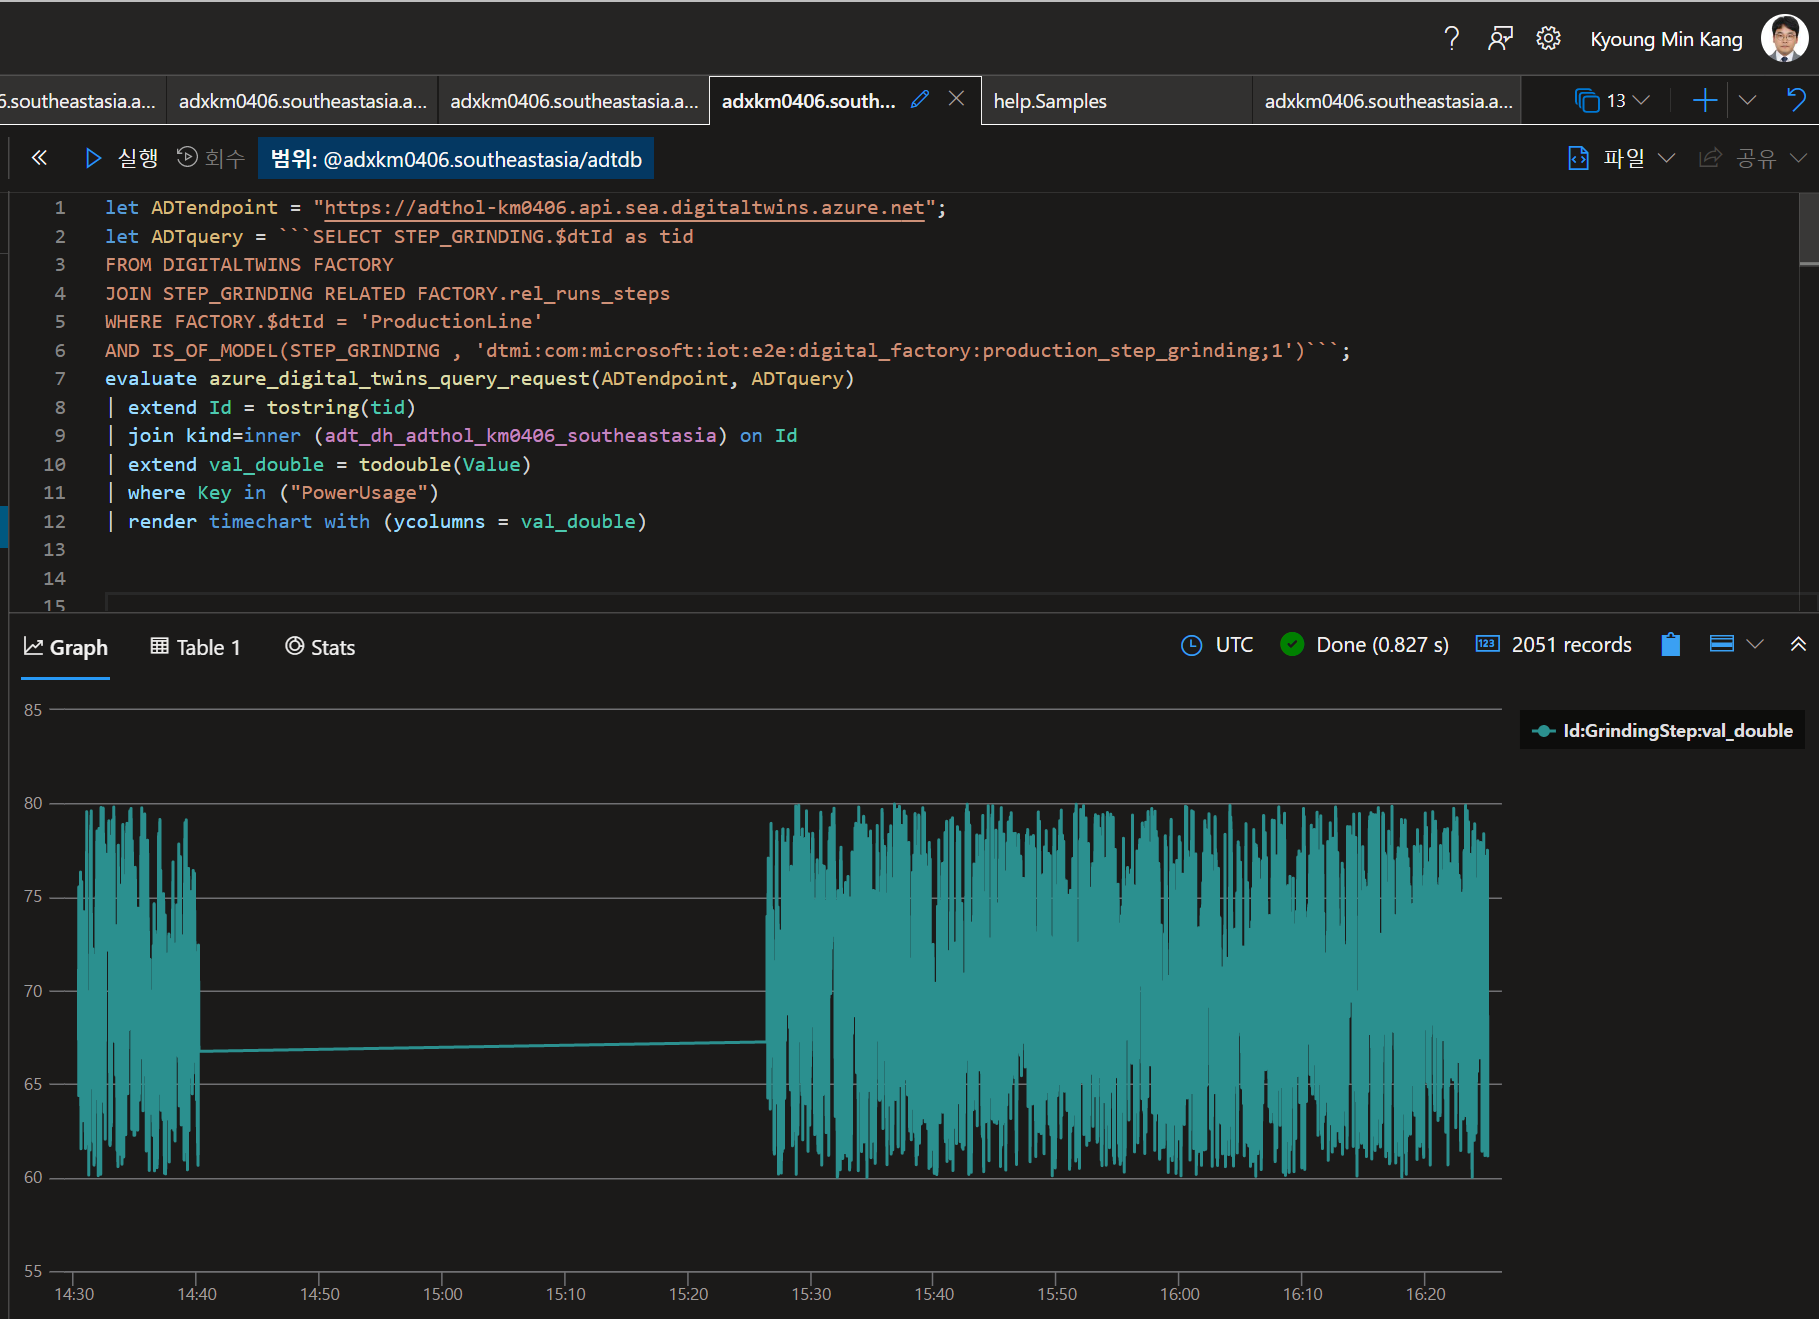 Kyoung Min Kang
5.southeastasia.a...
adxkm0406.southeastasia.a...
adxkm0406.southeastasia.a...
adxkm0406.south...
help.Samples
adxkm0406.southeastasia.a...
13
실행
회수
범위: @adxkm0406.southeastasia/adtdb
파일
공유
1 let ADTendpoint = "https://adthol-km0406.api.sea.digitaltwins.azure.net";
2 let ADTquery = ```SELECT STEP_GRINDING.$dtId as tid
3 FROM DIGITALTWINS FACTORY
4 JOIN STEP_GRINDING RELATED FACTORY.rel_runs_steps
5 WHERE FACTORY.$dtId = 'ProductionLine'
6 AND IS_OF_MODEL(STEP_GRINDING , 'dtmi:com:microsoft:iot:e2e:digital_factory:production_step_grinding;1')```;
7 evaluate azure_digital_twins_query_request(ADTendpoint, ADTquery)
8 | extend Id = tostring(tid)
9 | join kind=inner (adt_dh_adthol_km0406_southeastasia) on Id
10 | extend val_double = todouble(Value)
11 | where Key in ("PowerUsage")
12 | render timechart with (ycolumns = val_double)
13
14
15
Graph
Table 1
Stats
UTC
Done (0.827 s)
123
2051 records
85
80
75
70
65
60
55
Id:GrindingStep:val_double
14:30 14:40 14:50 15:00 15:10 15:20 15:30 15:40 15:50 16:00 16:10 16:20